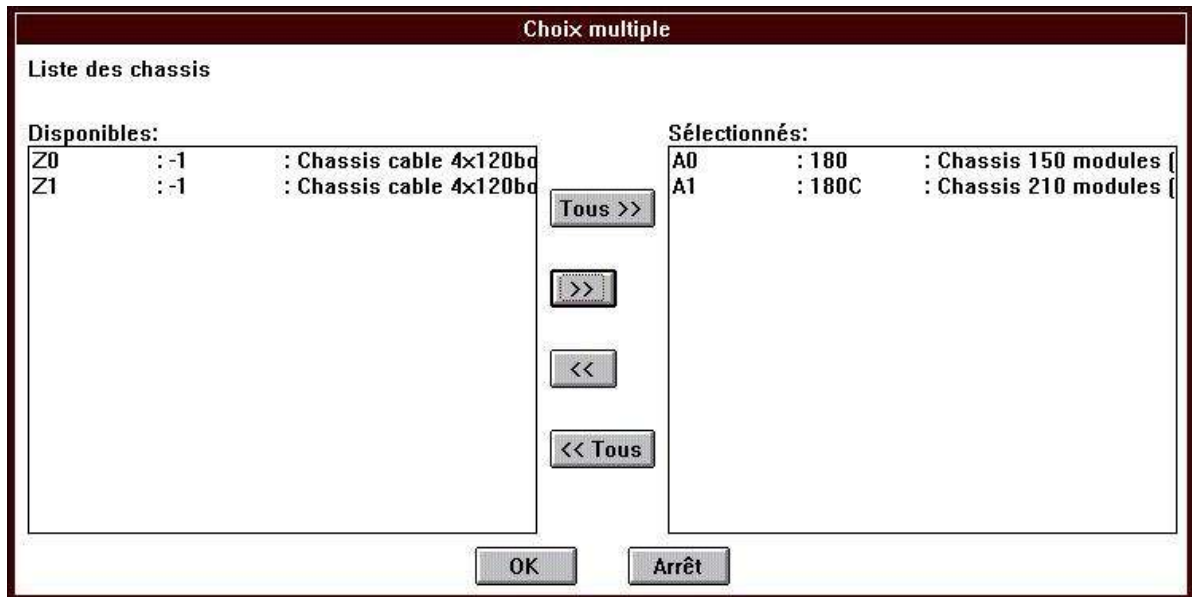 Choix multiple
Liste des chassis
Disponibles:
Z0 : -1 : Chassis cable 4x120bo
Z1 : -1 : Chassis cable 4x120bo
Tous >>
>>
<<
<< Tous
Sélectionnés:
A0 : 180 : Chassis 150 modules (
A1 : 180C : Chassis 210 modules (
OK
Arrêt